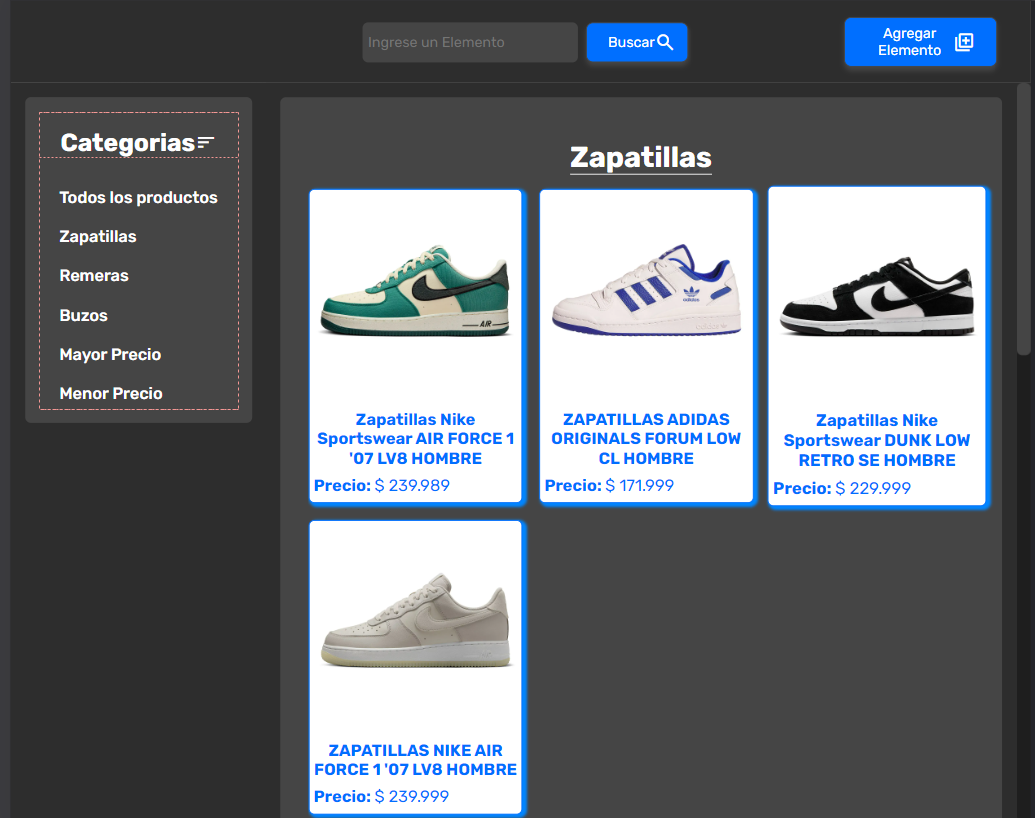 Ingrese un Elemento
Buscar
Agregar
Elemento
Categorias
Todos los productos
Zapatillas
Remeras
Buzos
Mayor Precio
Menor Precio
Zapatillas
AIR
Zapatillas Nike
Sportswear AIR FORCE 1
'07 LV8 HOMBRE
Precio: $ 239.989
adidas
ZAPATILLAS ADIDAS
ORIGINALS FORUM LOW
CL HOMBRE
Precio: $ 171.999
Zapatillas Nike
Sportswear DUNK LOW
RETRO SE HOMBRE
Precio: $ 229.999
ZAPATILLAS NIKE AIR
FORCE 1 '07 LV8 HOMBRE
Precio: $ 239.999